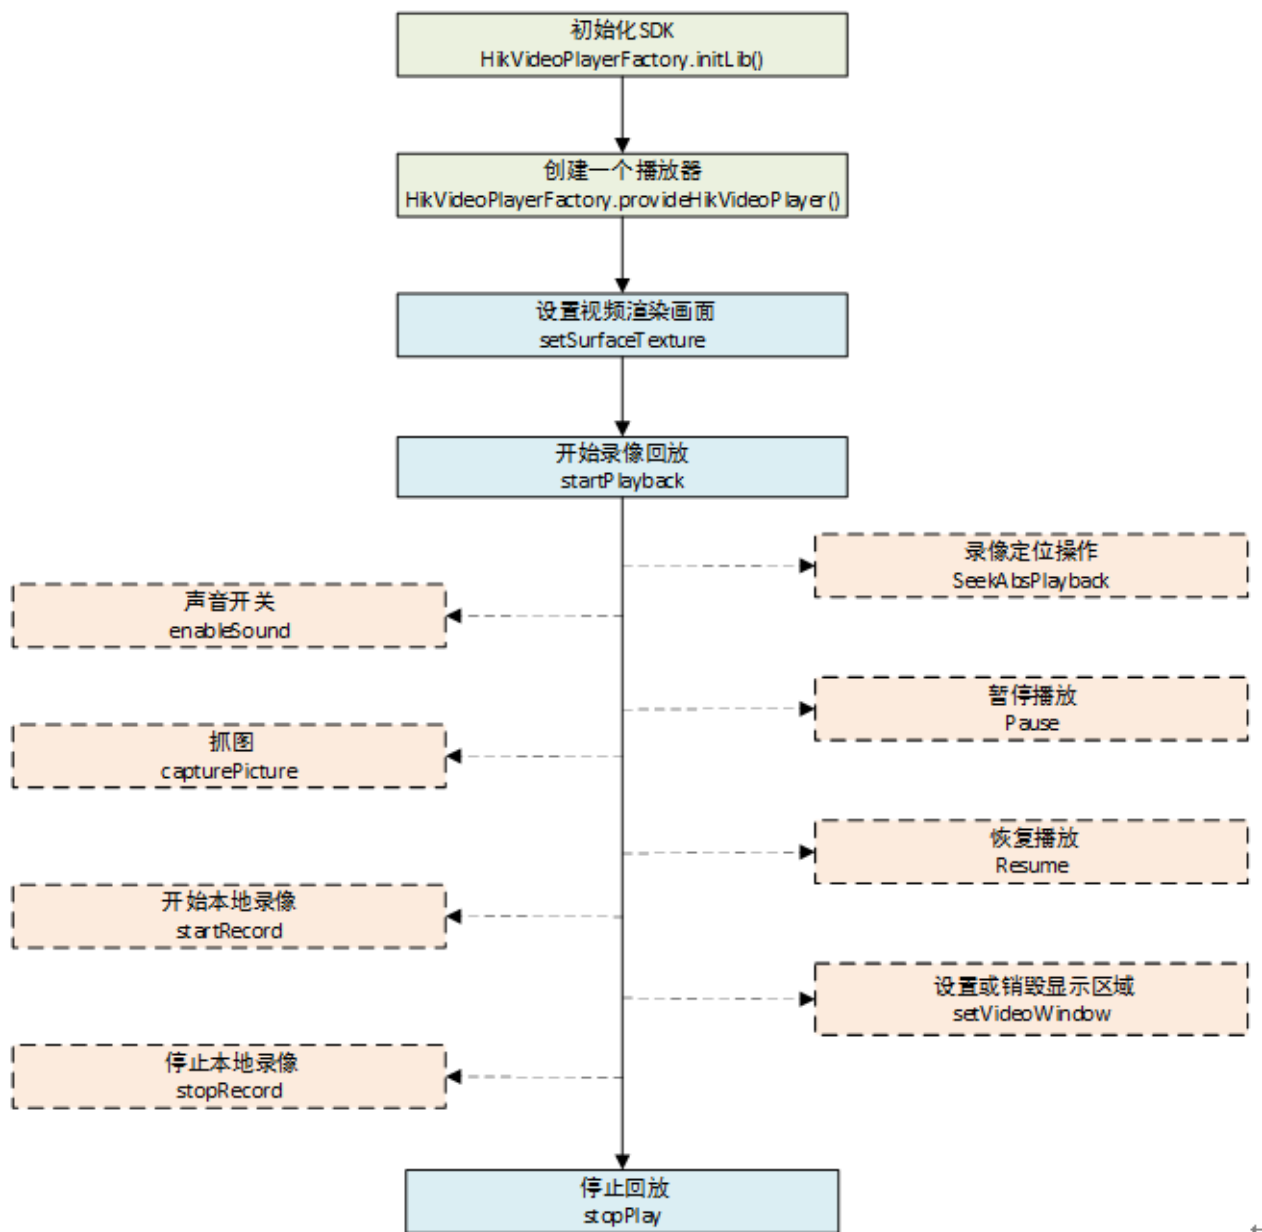 初始化SDK
HikVideoPlayerFactory.initLib()
创建一个播放器
HikVideoPlayerFactory.provideHikVideoPlayer()
设置视频渲染画面
setSurfaceTexture
开始录像回放
startPlayback
录像定位操作
SeekAbsPlayback
声音开关
enableSound
暂停播放
Pause
抓图
capturePicture
恢复播放
Resume
开始本地录像
startRecord
设置或销毁显示区域
setVideoWindow
停止本地录像
stopRecord
停止回放
stopPlay